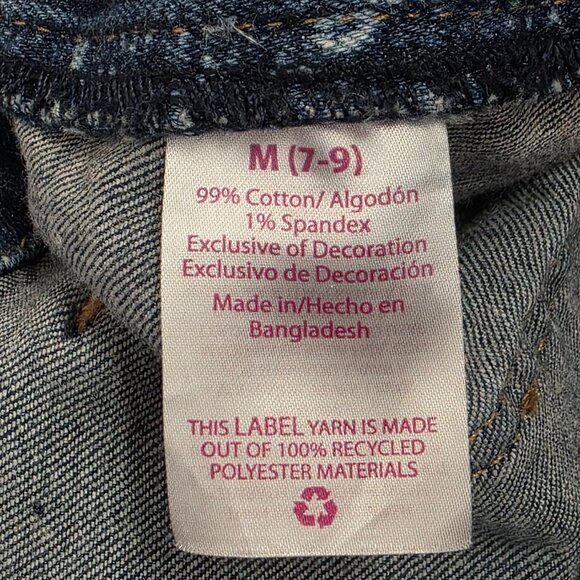 M (7-9)
99% Cotton/ Algodón
1% Spandex
Exclusive of Decoration
Exclusivo de Decoración
Made in/Hecho en
Bangladesh
THIS LABEL YARN IS MADE
OUT OF 100% RECYCLED
POLYESTER MATERIALS